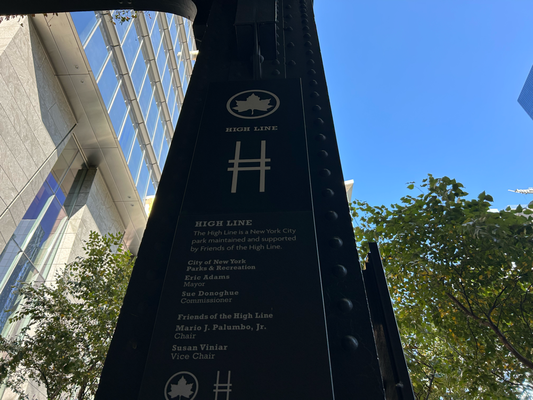 HIGH LINE
HIGH LINE
The High Line is a New York City
park maintained and supported
by Friends of the High Line.
City of New York
Parks & Recreation
Eric Adams
Mayor
Sue Donoghue
Commissioner
Friends of the High Line
Mario J. Palumbo, Jr.
Chair
Susan Viniar
Vice Chair